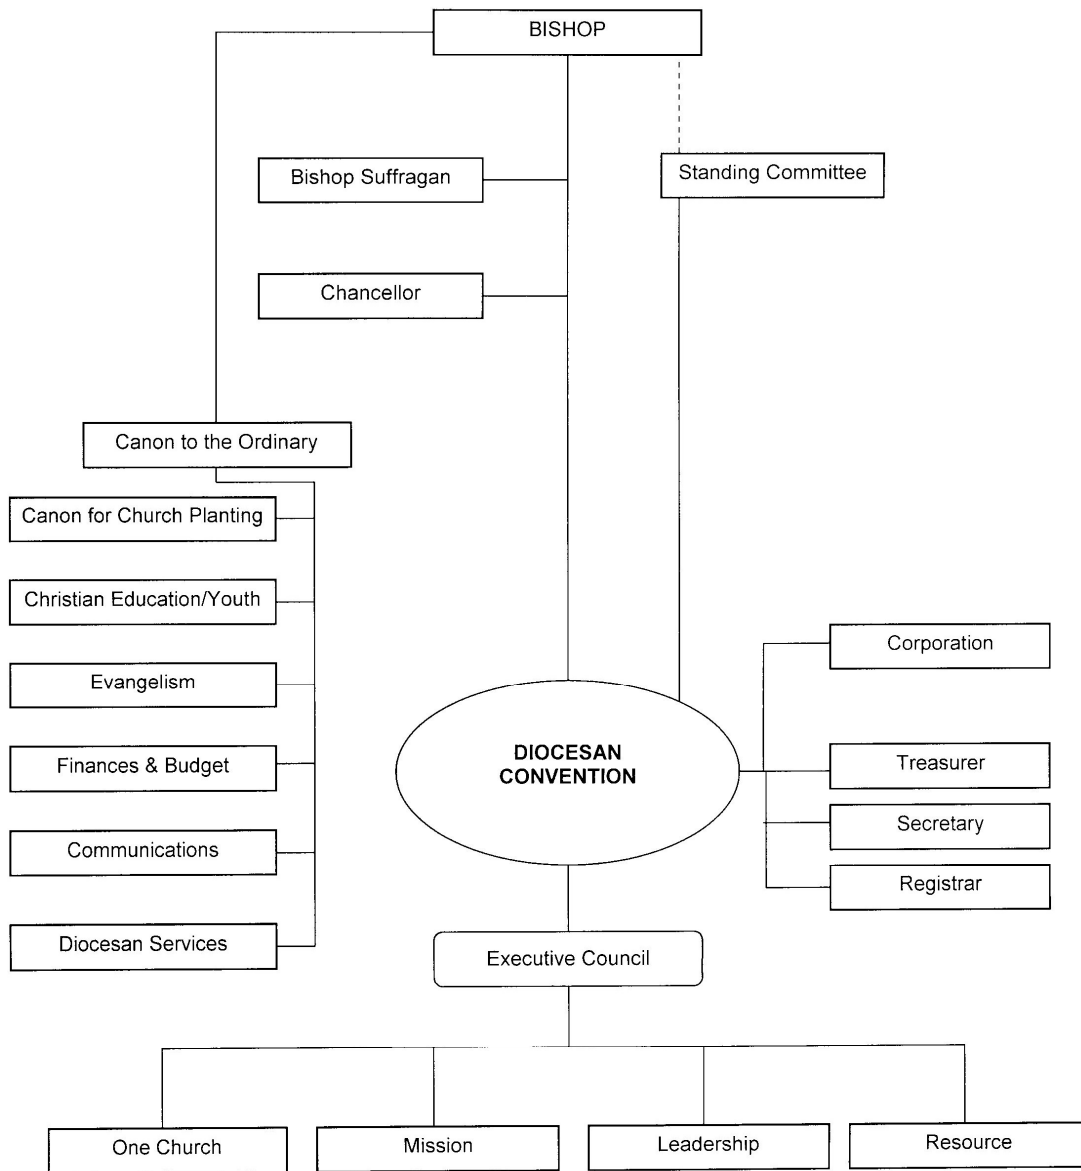 BISHOP
Bishop Suffragan
Standing Committee
Chancellor
Canon to the Ordinary
Canon for Church Planting
Christian Education/Youth
Evangelism
Finances & Budget
Communications
Diocesan Services
DIOCESAN
CONVENTION
Corporation
Treasurer
Secretary
Registrar
Executive Council
One Church
Mission
Leadership
Resource